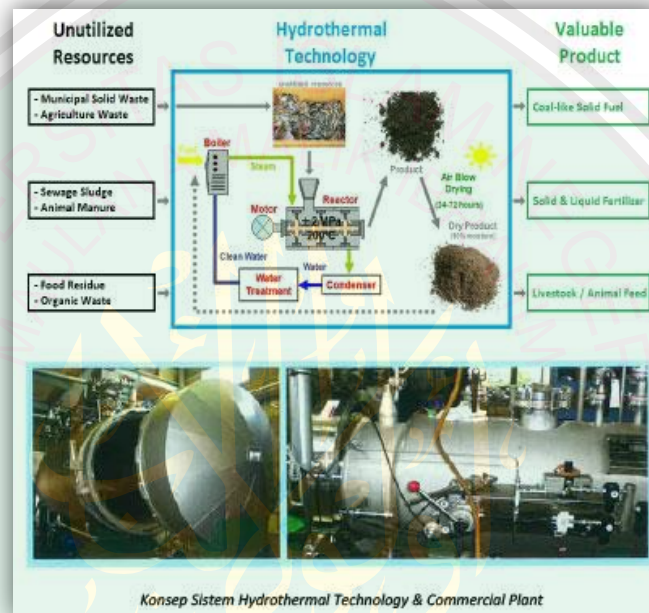 Unutilized
Resources
Hydrothermal
Technology
Valuable
Product
- Municipal Solid Waste
- Agriculture Waste
- Sewage Sludge
- Animal Manure
- Food Residue
- Organic Waste
Fuel
Boiler
Steam
Motor
Reactor
± 2 MPa
200°C
Clean Water
Water
Water
Treatment
Condenser
Product
Air Blow
Drying
(24-72 hours)
Dry Product
Coal-like Solid Fuel
Solid & Liquid Fertilizer
Livestock / Animal Feed
Konsep Sistem Hydrothermal Technology & Commercial Plant